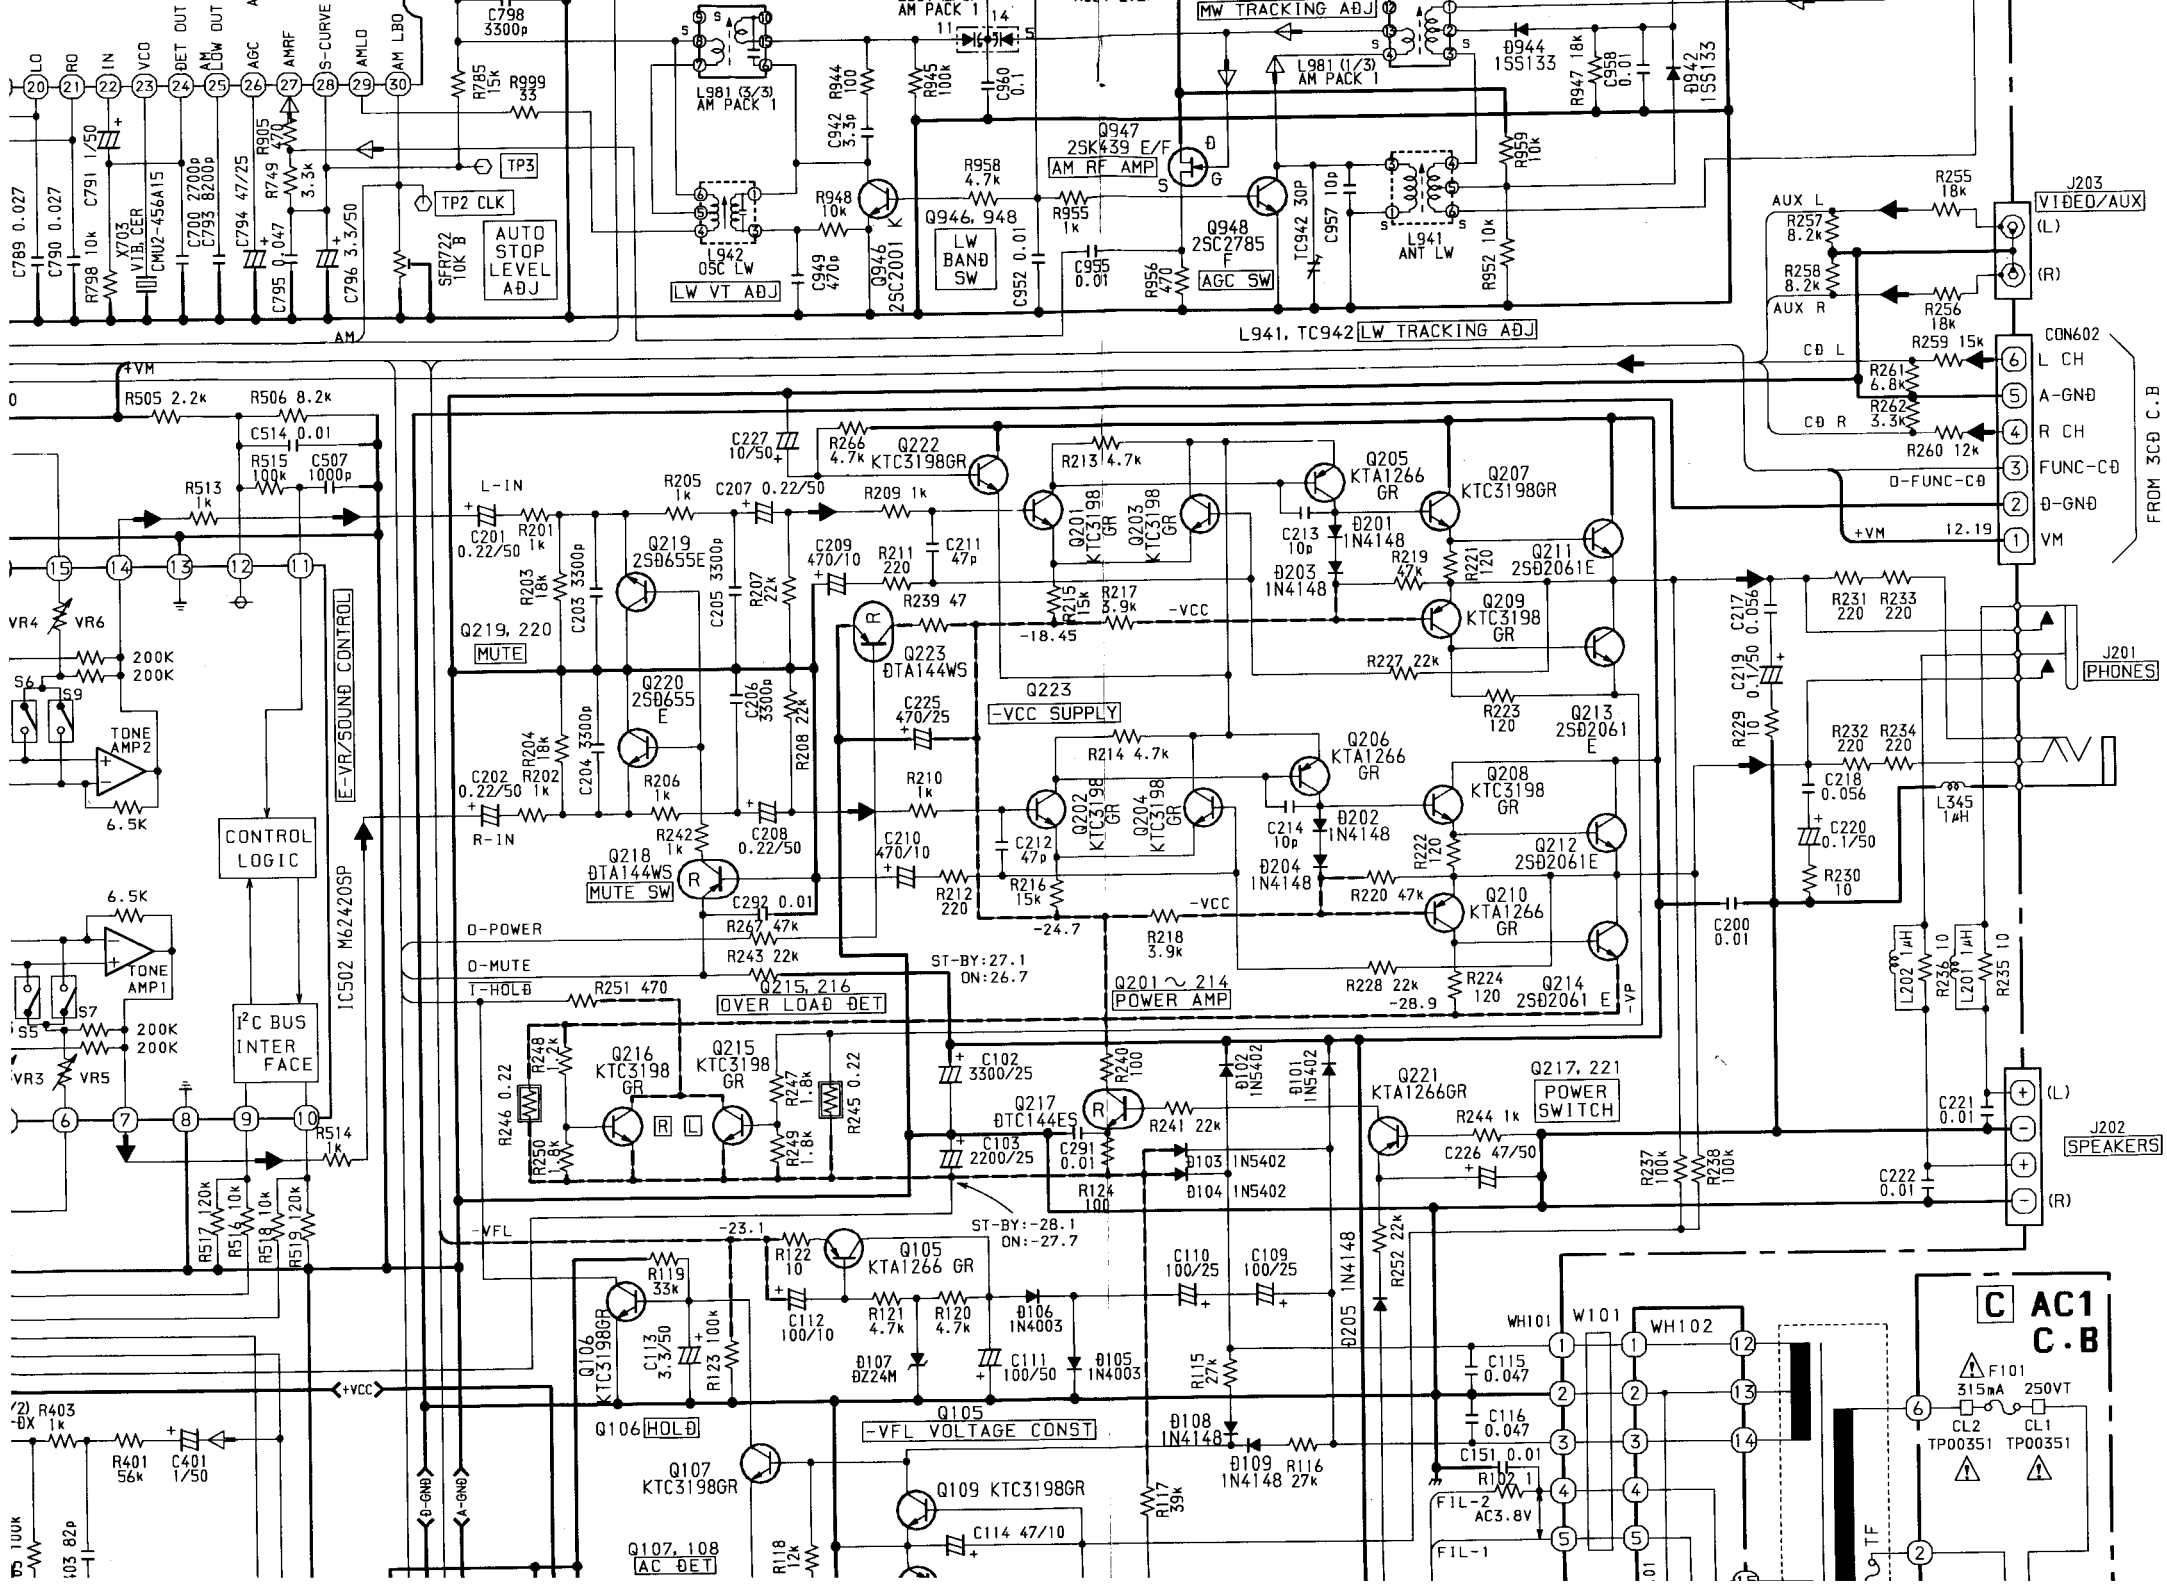 C798
3300p
AM PACK 1
14
11
5
MW TRACKING ADJ
LO
RO
IN
VCO
DET OUT
AM
LOW OUT
AGC
AMRF
S-CURVE
AMLO
AM LBO
20
21
22
23
24
25
26
27
28
29
30
R785
15k
R999
33
L981 (3/3)
AM PACK 1
R944
100
R945
100k
C960
0.1
L981 (1/3)
AM PACK 1
D944
1SS133
R947 18k
C958
0.01
D942
1SS133
C942
3.3p
C789 0.027
C790 0.027
C791 1/50
R798 10k
X703
VIB, CER
CMU2-456A15
C700 2700p
C793 8200p
C794 47/25
R905
470
R749
3.3k
C795 0.047
C796 3.3/50
TP3
TP2 CLK
SFR722
10K B
AUTO
STOP
LEVEL
ADJ
L942
OSC LW
LW VT ADJ
R948
10k
C949
470p
Q946
2SC2001 K
R958
4.7k
Q946, 948
LW
BAND
SW
C952 0.01
R955
1k
C955
0.01
Q947
2SK439 E/F
AM RF AMP
D
S
G
R956
470
Q948
2SC2785
F
AGC SW
TC942 30P
C957 10p
L941
ANT LW
R959
10k
R952 10k
L941, TC942 LW TRACKING ADJ
AM
AUX L
R255
18k
R257
8.2k
R258
8.2k
AUX R
R256
18k
J203
VIDEO/AUX
(L)
(R)
CON602
CD L
R259 15k
6 L CH
R261
6.8k
5 A-GND
R262
3.3k
CD R
4 R CH
R260 12k
3 FUNC-CD
O-FUNC-CD
2 D-GND
+VM
12.19
1 VM
FROM 3CD C.B
+VM
R505 2.2k
R506 8.2k
C514 0.01
R515
100k
C507
1000p
R513
1k
15
14
13
12
11
VR4
VR6
200K
200K
S6
S9
TONE
AMP2
6.5K
CONTROL
LOGIC
6.5K
TONE
AMP1
S5
S7
200K
200K
VR3
VR5
I²C BUS
INTER
FACE
E-VR/SOUND CONTROL
IC502 M62420SP
6
7
8
9
10
R514
1k
R517 120k
R516 10k
R518 10k
R519 120k
L-IN
C201
0.22/50
R201
1k
R203
18k
C203 3300p
Q219
2SD655E
R205
1k
C205 3300p
C207 0.22/50
R207
22k
Q219, 220
MUTE
C227
10/50
R266
4.7k
Q222
KTC3198GR
R209 1k
C209
470/10
R211
220
C211
47p
R239 47
Q223
DTA144WS
Q220
2SD655
E
C206
3300p
22k
R208
C225
470/25
Q223
-VCC SUPPLY
R204
18k
C204 3300p
C202
0.22/50
R202
1k
R-IN
R206
1k
R242
1k
C208
0.22/50
R210
1k
C210
470/10
R212
220
C212
47p
Q218
DTA144WS
MUTE SW
C292 0.01
O-POWER
R267 47k
O-MUTE
R243 22k
I-HOLD
R251 470
Q215, 216
OVER LOAD DET
ST-BY:27.1
ON:26.7
R213 4.7k
Q201
KTC3198
GR
Q203
KTC3198
GR
R215
15k
R217
3.9k
-18.45
-VCC
Q205
KTA1266
GR
C213
10p
D201
1N4148
D203
1N4148
R219
47k
Q207
KTC3198GR
R221
120
Q209
KTC3198
GR
Q211
2SD2061E
R227 22k
R223
120
Q213
2SD2061
E
R214 4.7k
Q202
KTC3198
GR
Q204
KTC3198
GR
R216
15k
-24.7
R218
3.9k
-VCC
Q206
KTA1266
GR
C214
10p
D202
1N4148
D204
1N4148
R220 47k
Q208
KTC3198
GR
R222
120
Q210
KTA1266
GR
Q212
2SD2061E
R228 22k
R224
120
-28.9
Q214
2SD2061 E
-VP
Q201 ~ 214
POWER AMP
C217
0.056
C219
0.1/50
R229
10
R231
220
R233
220
J201
PHONES
R232
220
R234
220
C218
0.056
C220
0.1/50
R230
10
L345
1μH
C200
0.01
L202 1μH
R236 10
L201 1μH
R235 10
R248
1.2k
R246 0.22
R250
1.8k
Q216
KTC3198
GR
Q215
KTC3198
GR
R L
R247
1.8k
R249
1.8k
R245 0.22
C102
3300/25
C103
2200/25
Q217
DTC144ES
R240
100
C291
0.01
R124
100
R241 22k
D102
1N5402
D101
1N5402
D103 1N5402
D104 1N5402
Q221
KTA1266GR
Q217, 221
POWER
SWITCH
R244 1k
C226 47/50
R237
100k
R238
100k
C221
0.01
C222
0.01
+ (L)
-
J202
SPEAKERS
+
- (R)
ST-BY:-28.1
ON:-27.7
-VFL
-23.1
R122
10
Q105
KTA1266 GR
R119
33k
Q106
KTC3198GR
C113
3.3/50
R123 100k
C112
100/10
R121
4.7k
R120
4.7k
D107
DZ24M
C111
100/50
D106
1N4003
D105
1N4003
C110
100/25
C109
100/25
D205 1N4148
R252 22k
Q106 HOLD
Q105
-VFL VOLTAGE CONST
R115
27k
D108
1N4148
D109
1N4148
R116
27k
R117
39k
Q107
KTC3198GR
Q107, 108
AC DET
R118
12k
Q109 KTC3198GR
C114 47/10
WH101
W101
WH102
C115
0.047
C116
0.047
C151 0.01
R102 1
FIL-2
AC3.8V
FIL-1
1
2
3
4
5
12
13
14
C AC1
C.B
F101
315mA 250VT
CL2
TP00351
CL1
TP00351
6
2
TF
+VCC
R403
1k
R401
56k
C401
1/50
D-GND
A-GND